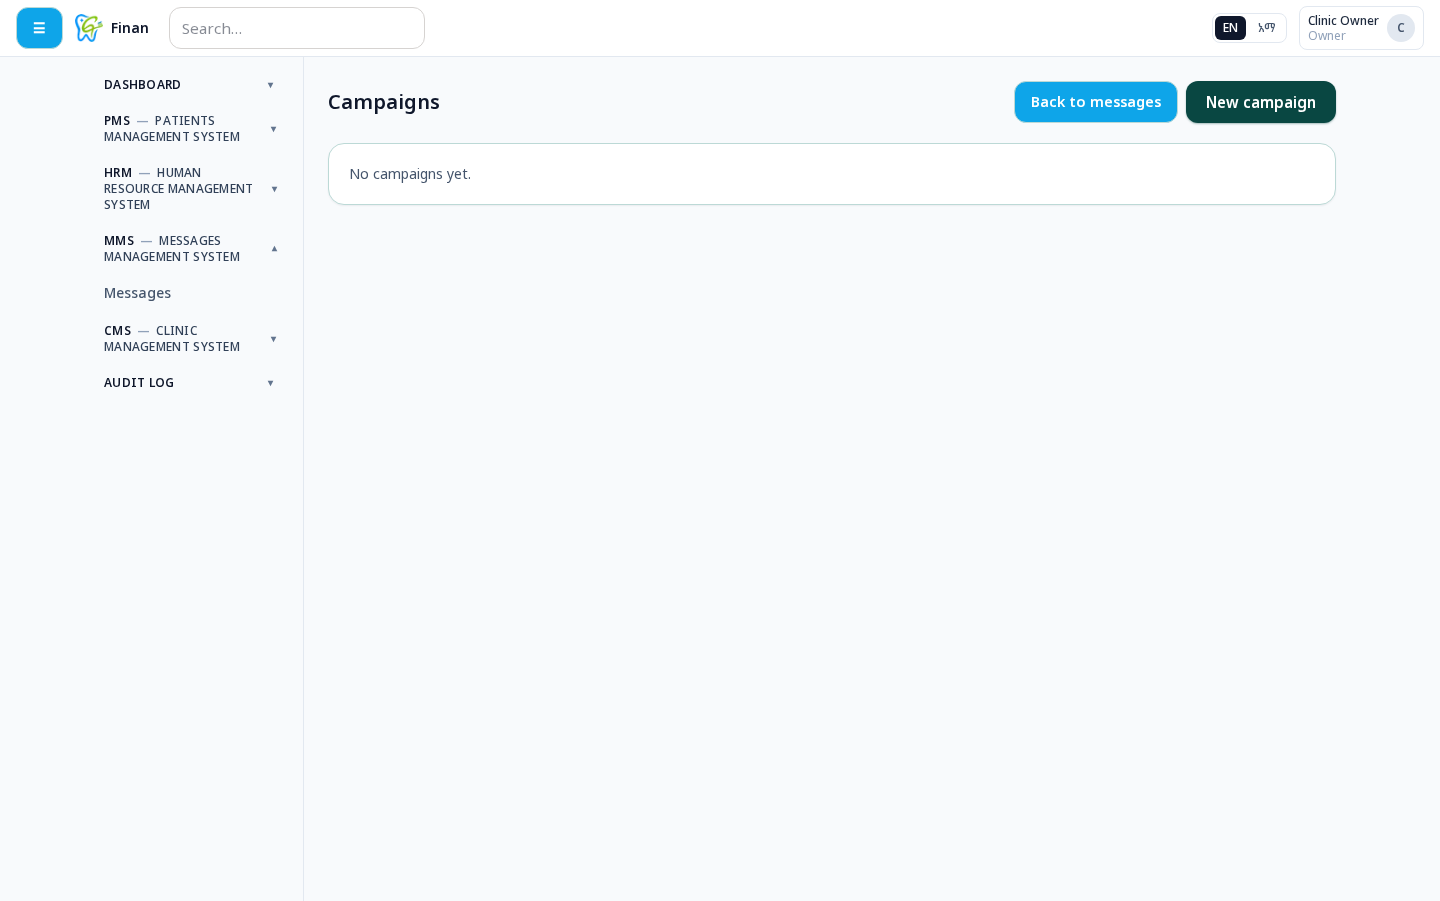 ☰
Finan
Search...
EN
አማ
Clinic Owner
Owner
C
DASHBOARD
PMS — PATIENTS
MANAGEMENT SYSTEM
HRM — HUMAN
RESOURCE MANAGEMENT
SYSTEM
MMS — MESSAGES
MANAGEMENT SYSTEM
Messages
CMS — CLINIC
MANAGEMENT SYSTEM
AUDIT LOG
Campaigns
Back to messages
New campaign
No campaigns yet.